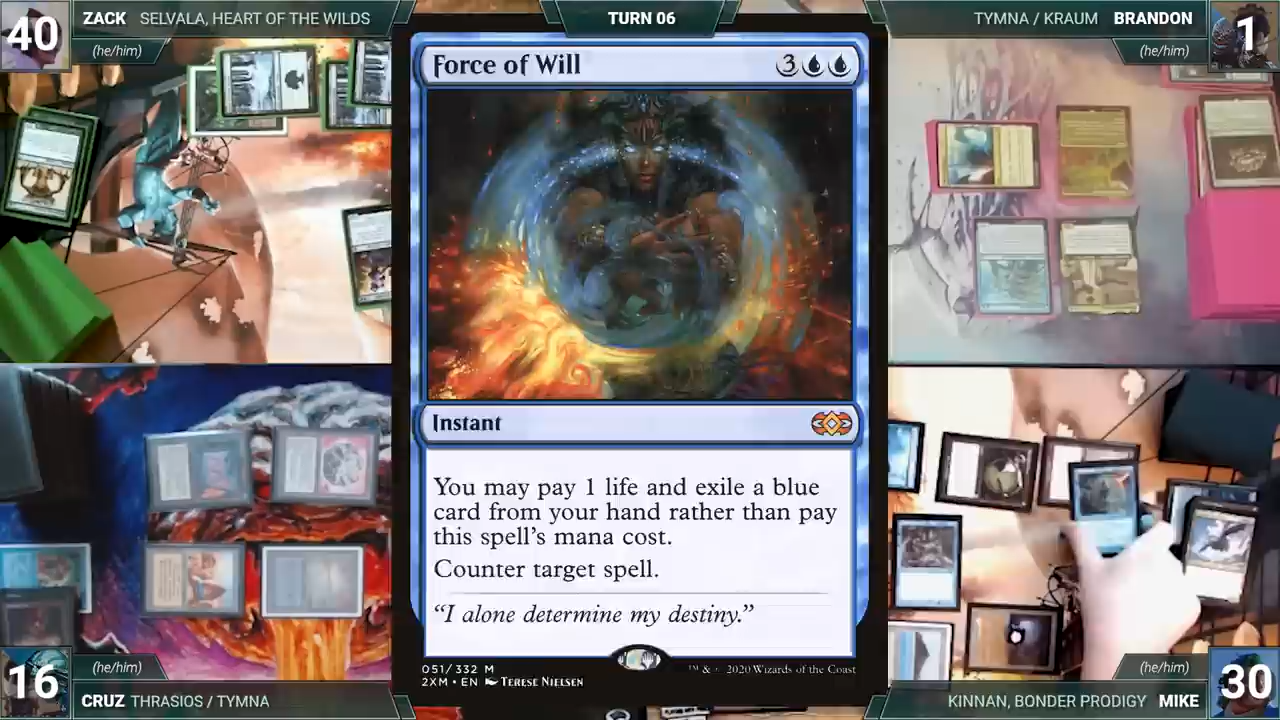 40
ZACK SELVALA, HEART OF THE WILDS
(he/him)
TURN 06
TYMNA / KRAUM BRANDON
(he/him)
1
Force of Will
3
Instant
You may pay 1 life and exile a blue
card from your hand rather than pay
this spell's mana cost.
Counter target spell.
"I alone determine my destiny."
051/332 M
2XM • EN TERESE NIELSEN
™ & © 2020 Wizards of the Coast
16
(he/him)
CRUZ THRASIOS / TYMNA
(he/him)
KINNAN, BONDER PRODIGY MIKE
30